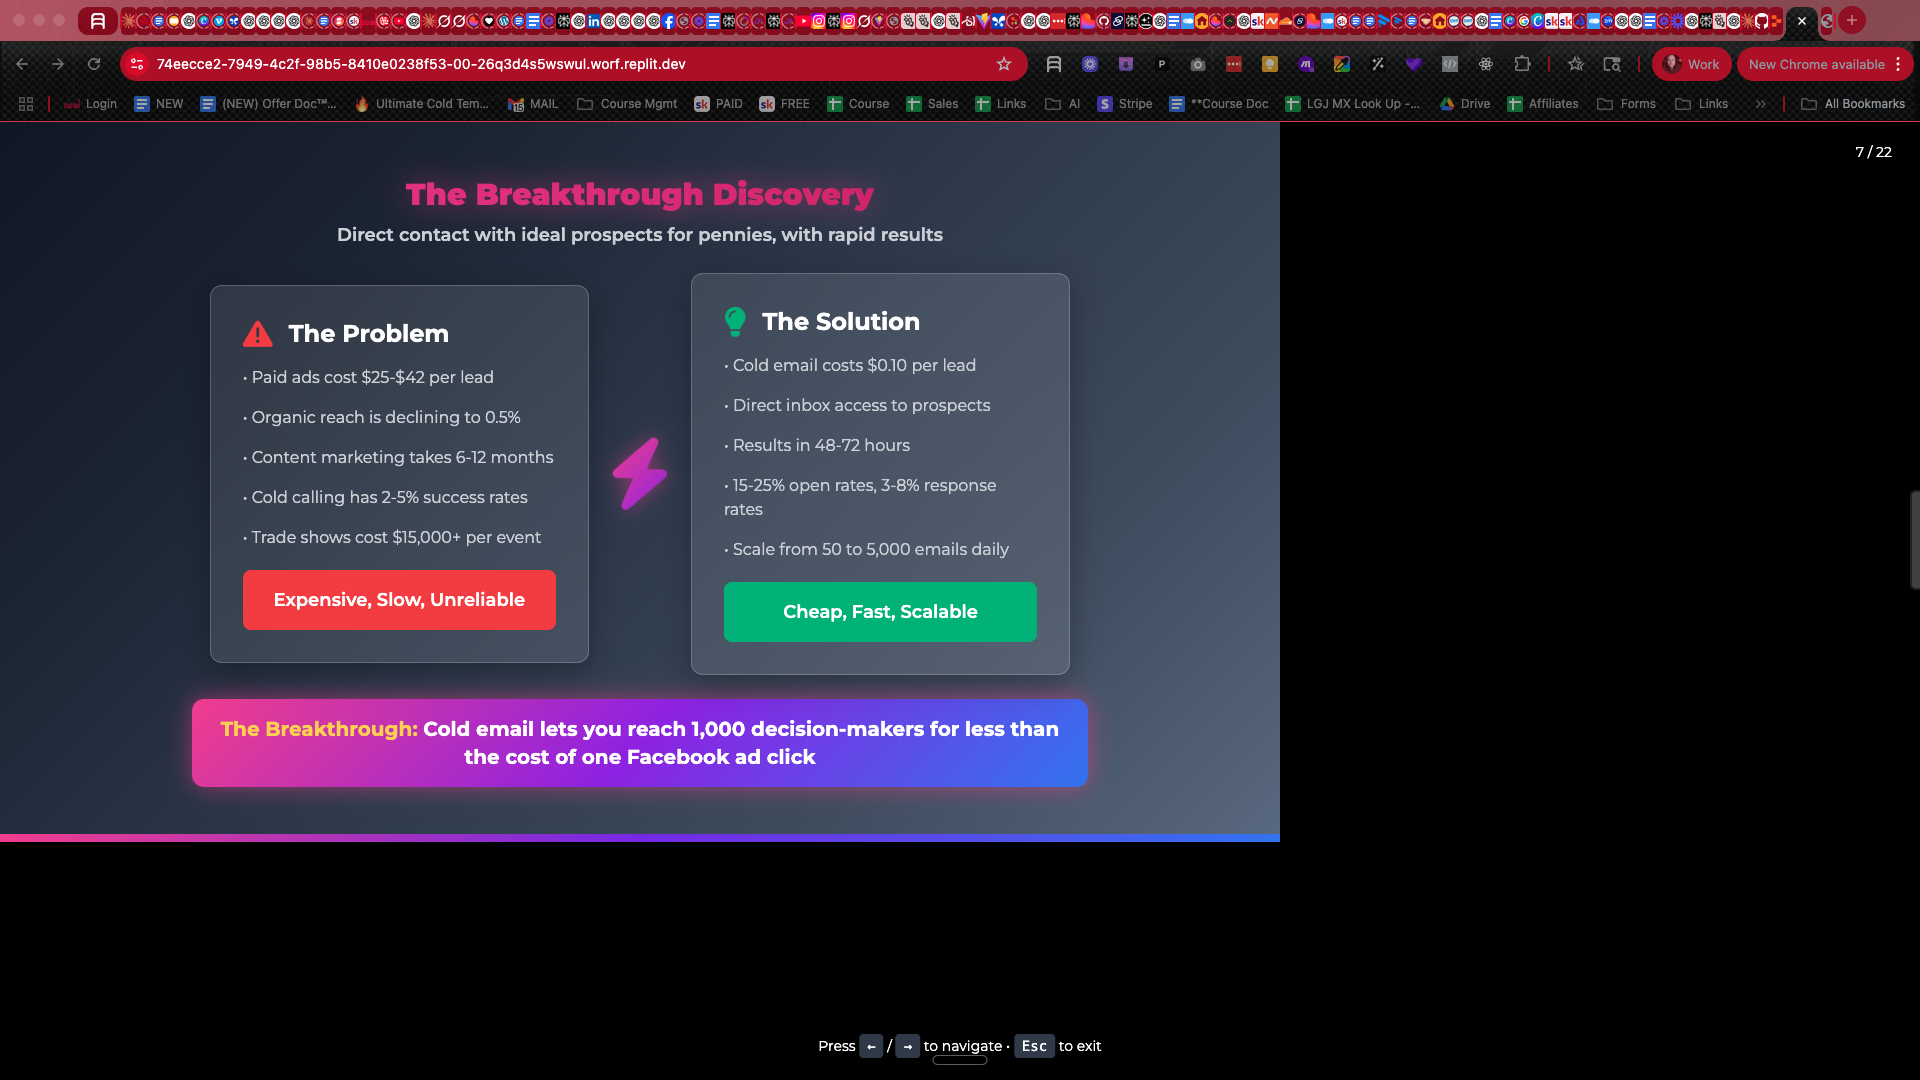 74eecce2-7949-4c2f-98b5-8410e0238f53-00-26q3d4s5wswul.worf.replit.dev
Work
New Chrome available
Login
NEW
(NEW) Offer Doc™...
Ultimate Cold Tem...
MAIL
Course Mgmt
PAID
FREE
Course
Sales
Links
AI
Stripe
**Course Doc
LGJ MX Look Up -...
Drive
Affiliates
Forms
Links
All Bookmarks
7 / 22
The Breakthrough Discovery
Direct contact with ideal prospects for pennies, with rapid results
The Problem
• Paid ads cost $25-$42 per lead
• Organic reach is declining to 0.5%
• Content marketing takes 6-12 months
• Cold calling has 2-5% success rates
• Trade shows cost $15,000+ per event
Expensive, Slow, Unreliable
The Solution
• Cold email costs $0.10 per lead
• Direct inbox access to prospects
• Results in 48-72 hours
• 15-25% open rates, 3-8% response
rates
• Scale from 50 to 5,000 emails daily
Cheap, Fast, Scalable
The Breakthrough: Cold email lets you reach 1,000 decision-makers for less than
the cost of one Facebook ad click
Press ← / → to navigate • Esc to exit